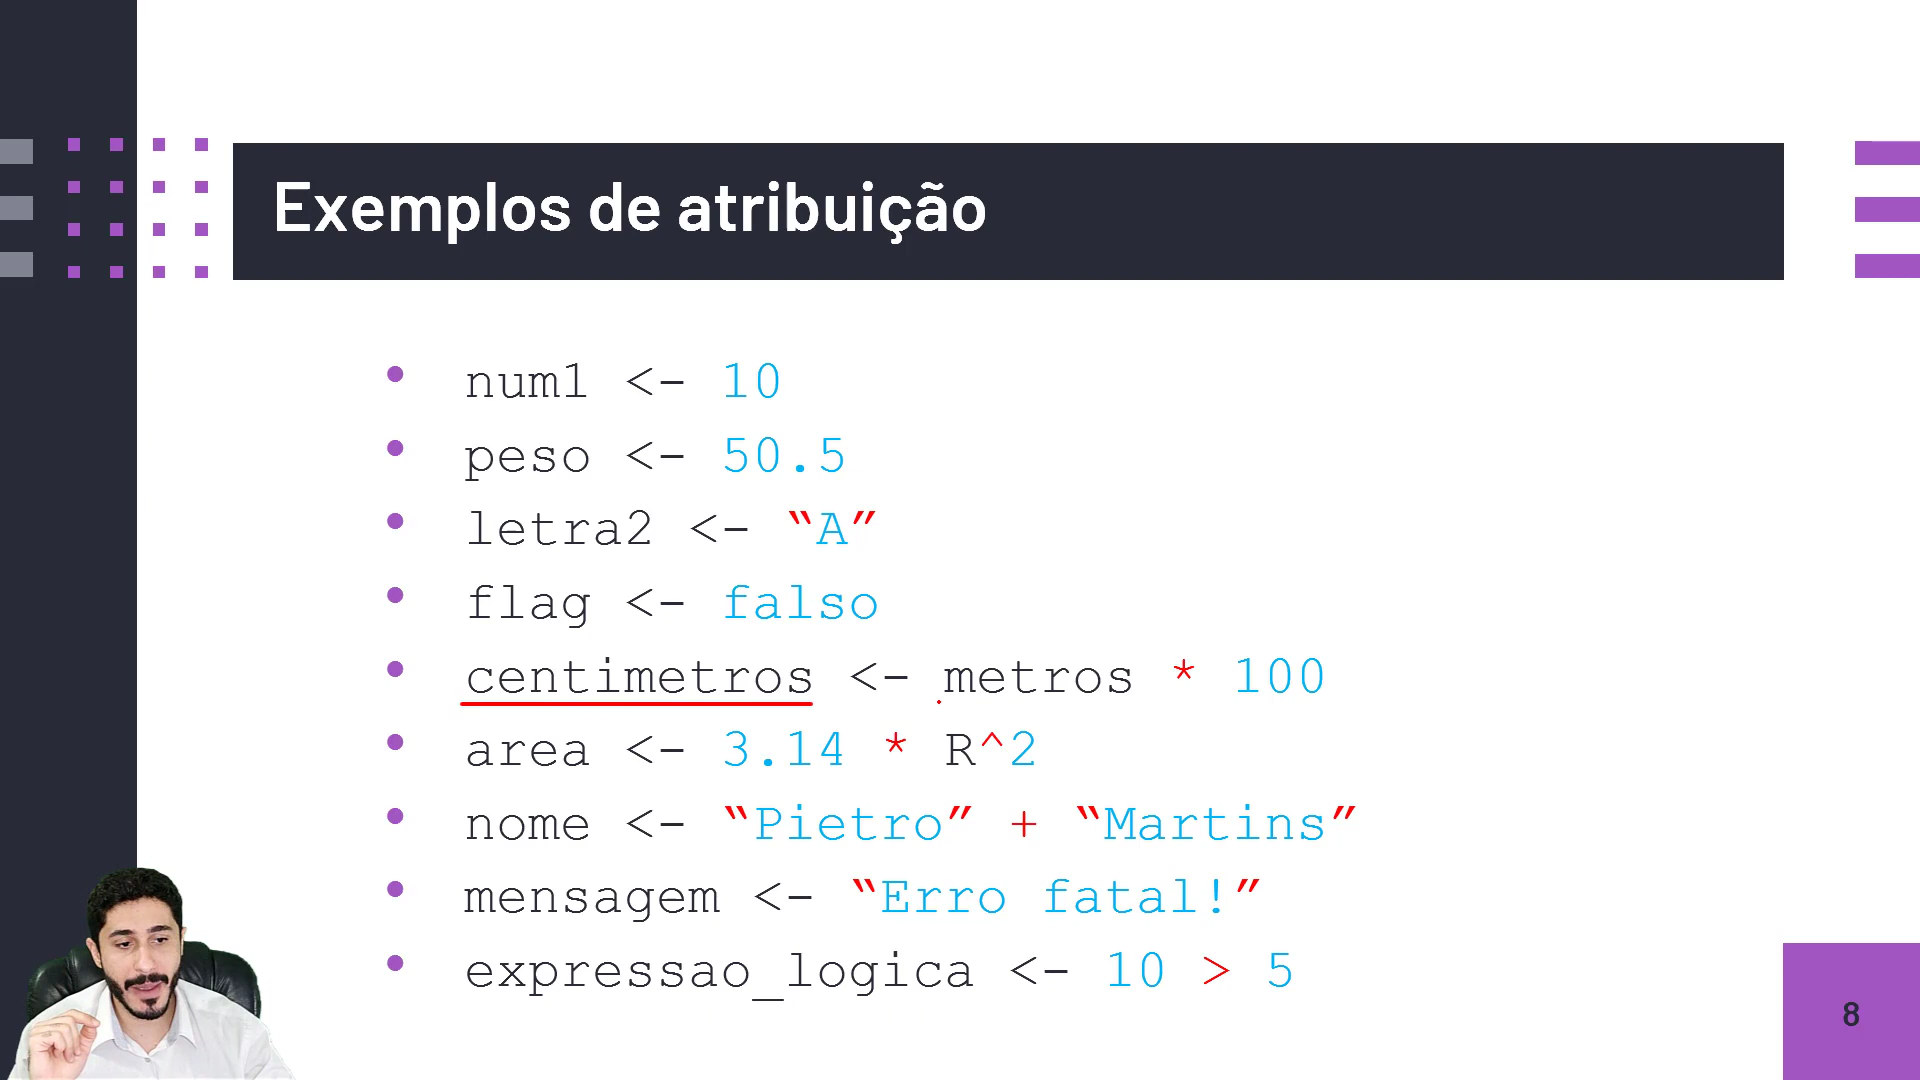 Exemplos de atribuição
• num1 <- 10
• peso <- 50.5
• letra2 <- “A”
• flag <- falso
• centimetros <- metros * 100
• area <- 3.14 * R^2
• nome <- “Pietro” + “Martins”
• mensagem <- “Erro fatal!”
• expressao_logica <- 10 > 5
8